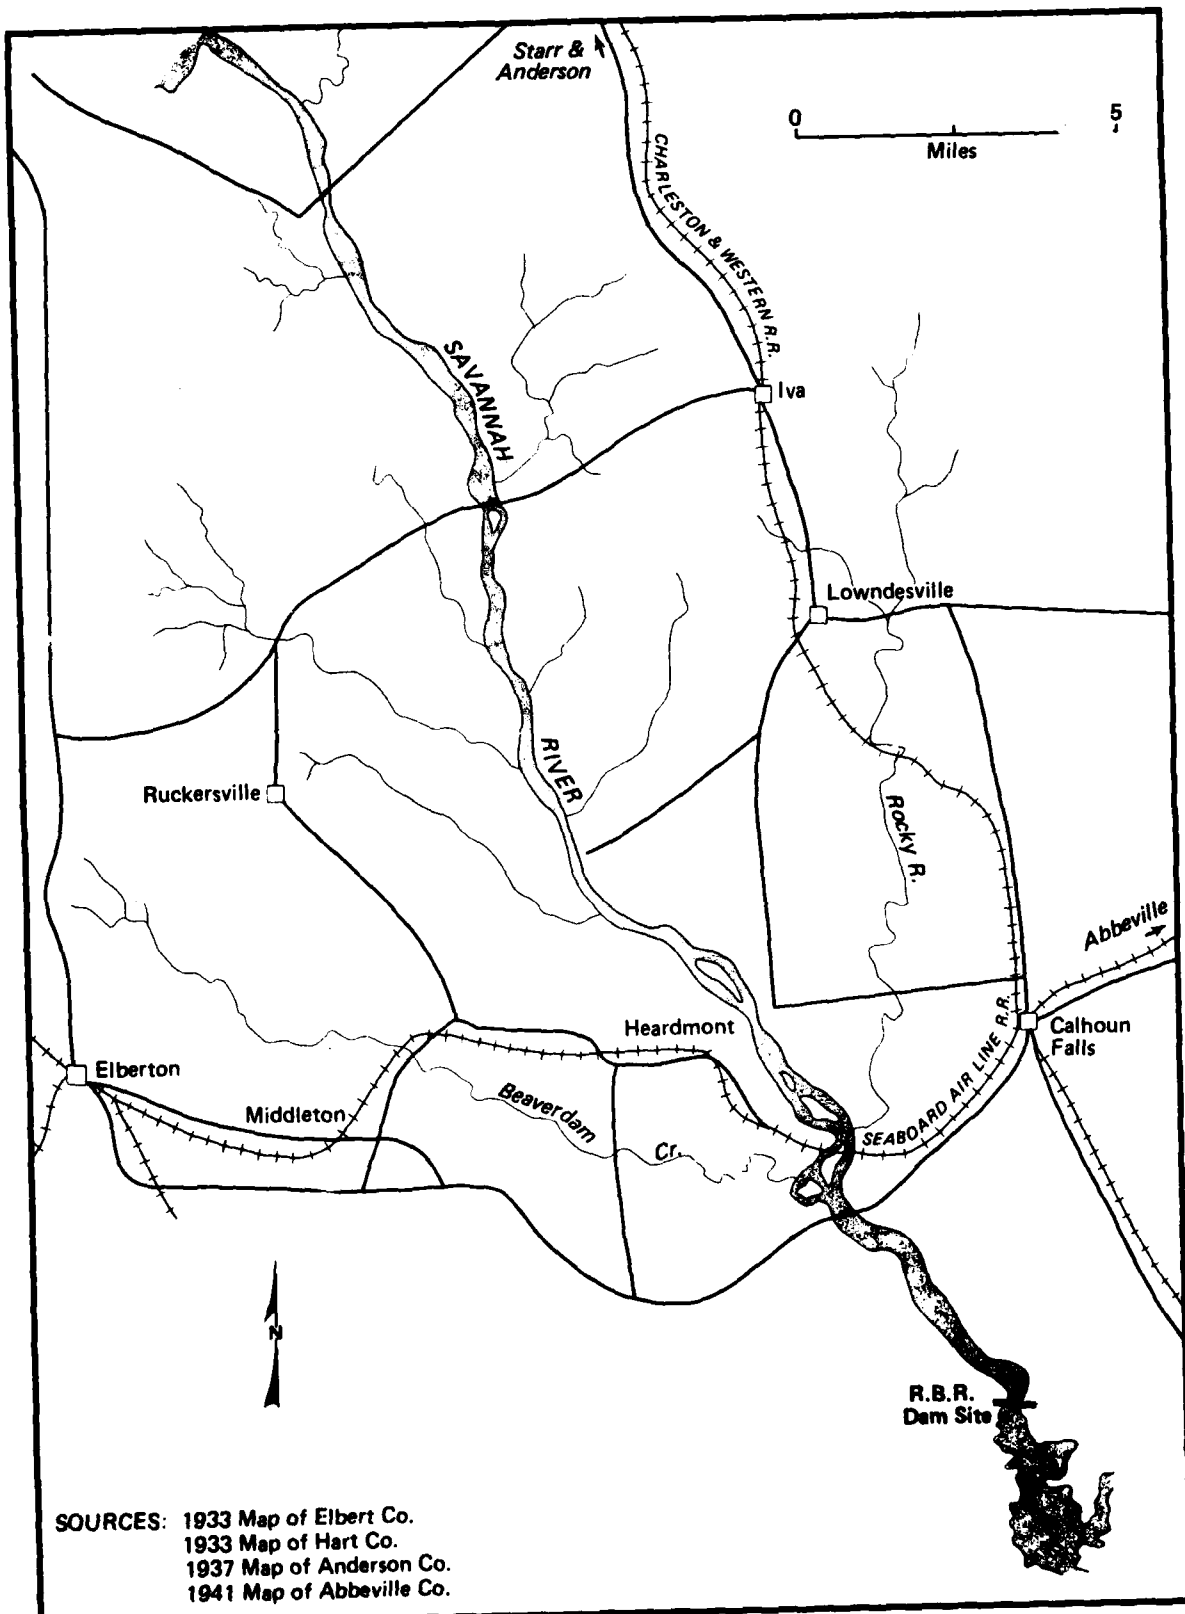 Starr &
Anderson
0 5
Miles
CHARLESTON & WESTERN R.R.
SAVANNAH
Iva
Lowndesville
RIVER
Ruckersville
Rocky R.
Abbeville
Heardmont
Calhoun
Falls
Elberton
SEABOARD AIR LINE R.R.
Middleton
Beaverdam
Cr.
N
R.B.R.
Dam Site
SOURCES: 1933 Map of Elbert Co.
1933 Map of Hart Co.
1937 Map of Anderson Co.
1941 Map of Abbeville Co.